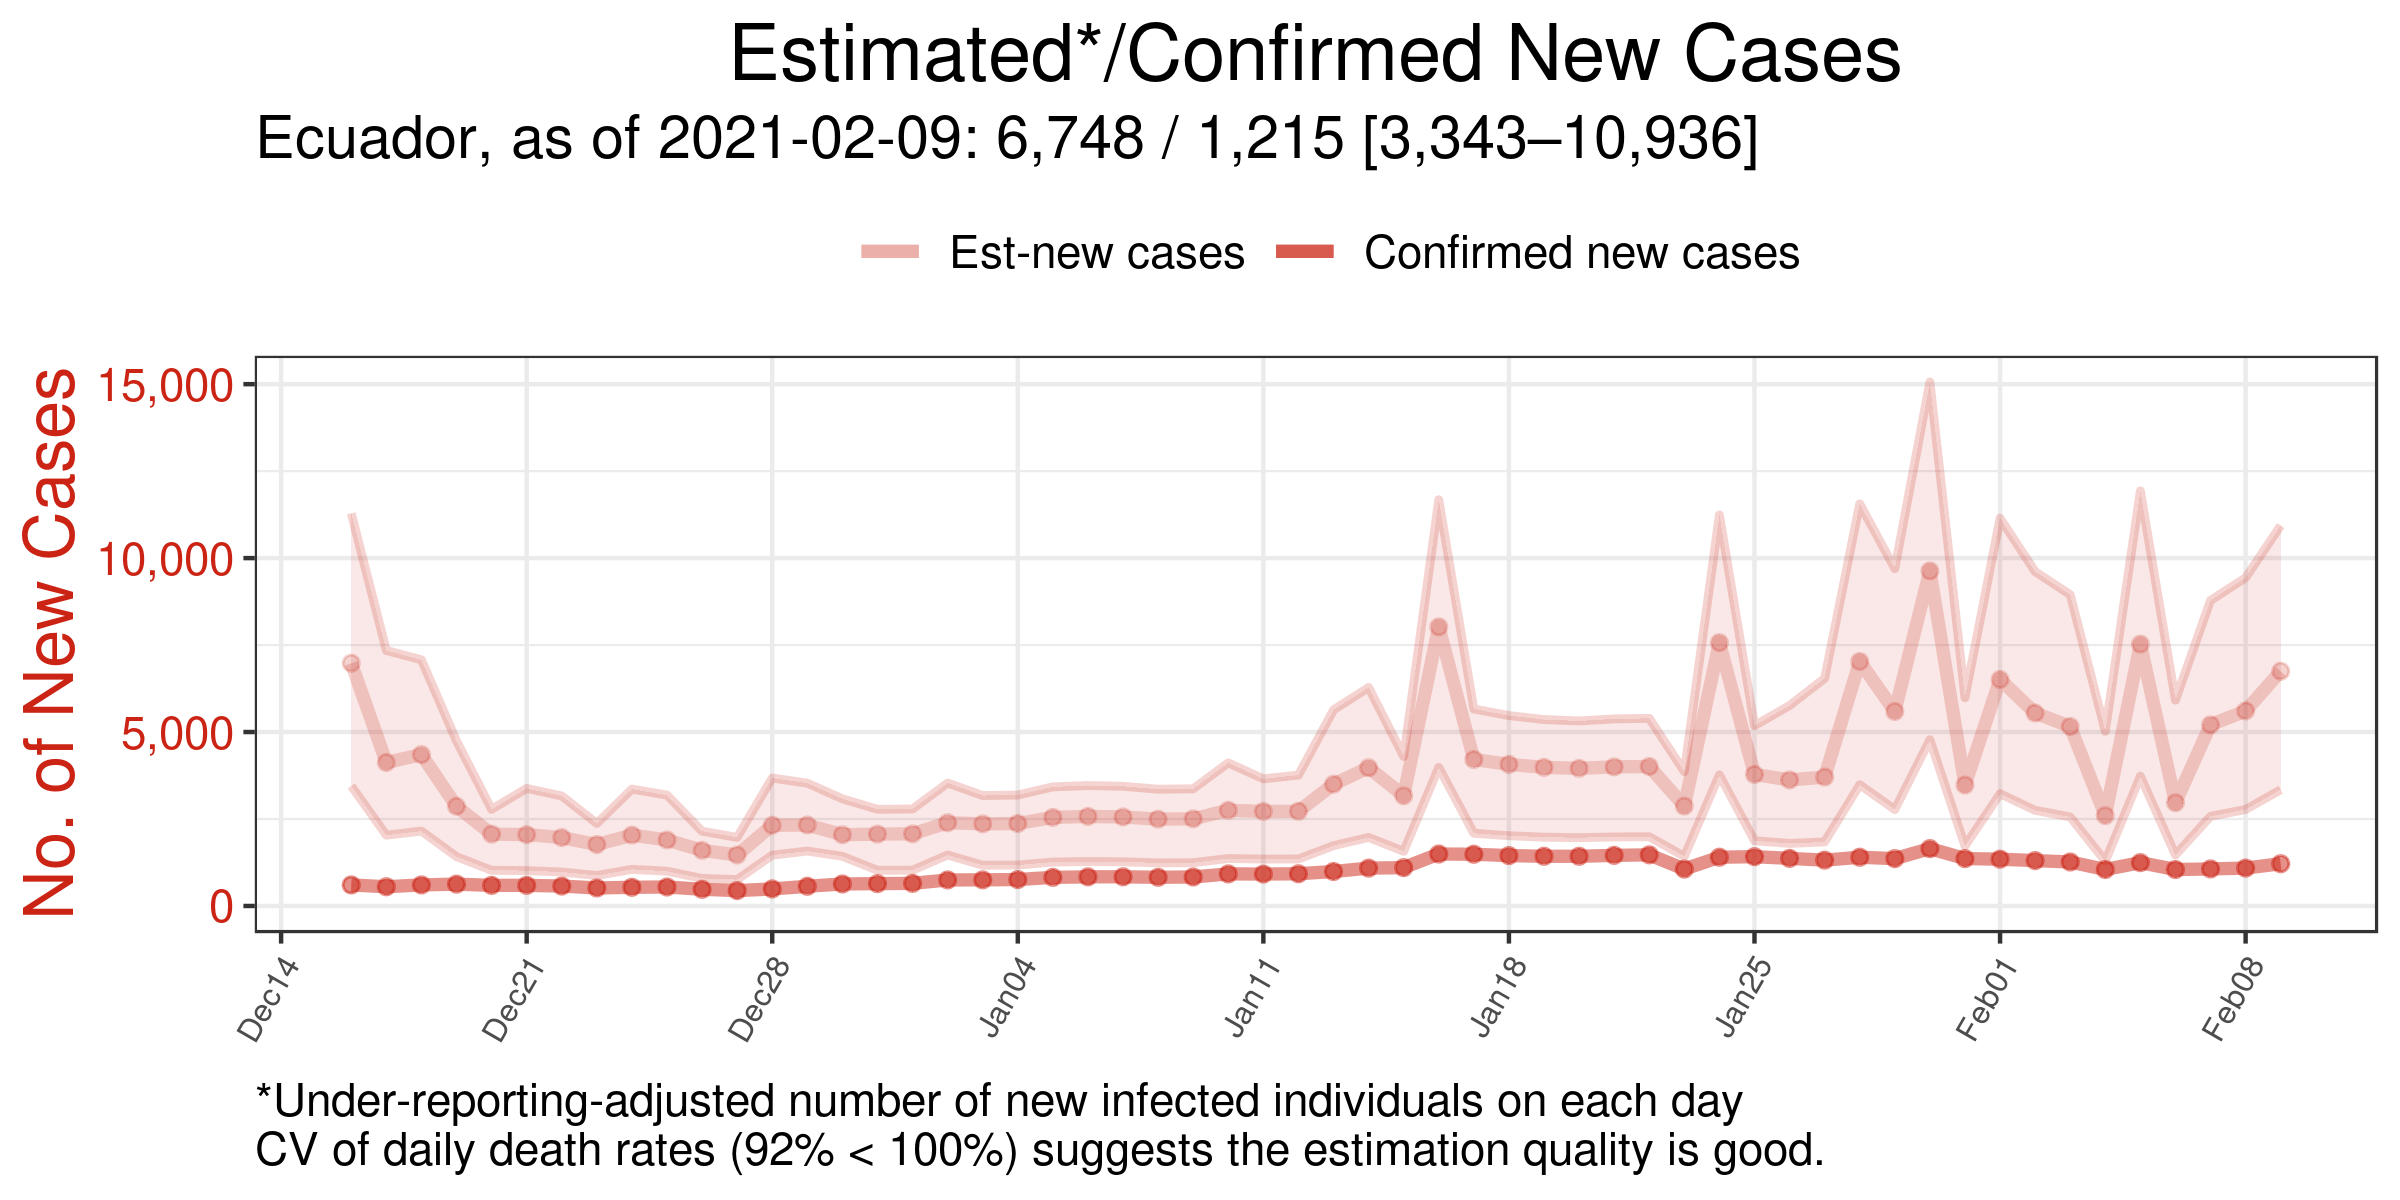 Estimated*/Confirmed New Cases
Ecuador, as of 2021-02-09: 6,748 / 1,215 [3,343–10,936]
Est-new cases Confirmed new cases
No. of New Cases
15,000
10,000
5,000
0
Dec14 Dec21 Dec28 Jan04 Jan11 Jan18 Jan25 Feb01 Feb08
*Under-reporting-adjusted number of new infected individuals on each day
CV of daily death rates (92% < 100%) suggests the estimation quality is good.